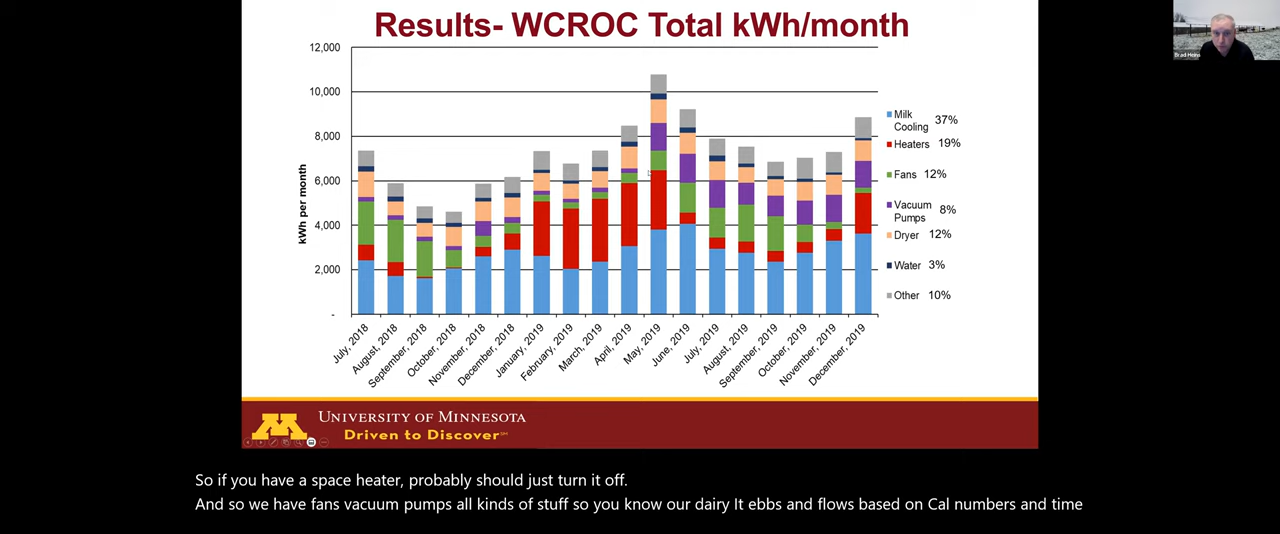 Results- WCROC Total kWh/month
kWh per month
12,000
10,000
8,000
6,000
4,000
2,000
-
July, 2018
August, 2018
September, 2018
October, 2018
November, 2018
December, 2018
January, 2019
February, 2019
March, 2019
April, 2019
May, 2019
June, 2019
July, 2019
August, 2019
September, 2019
October, 2019
November, 2019
December, 2019
Milk
Cooling 37%
Heaters 19%
Fans 12%
Vacuum
Pumps 8%
Dryer 12%
Water 3%
Other 10%
Brad Heins
M
UNIVERSITY OF MINNESOTA
Driven to Discover℠
So if you have a space heater, probably should just turn it off.
And so we have fans vacuum pumps all kinds of stuff so you know our dairy It ebbs and flows based on Cal numbers and time